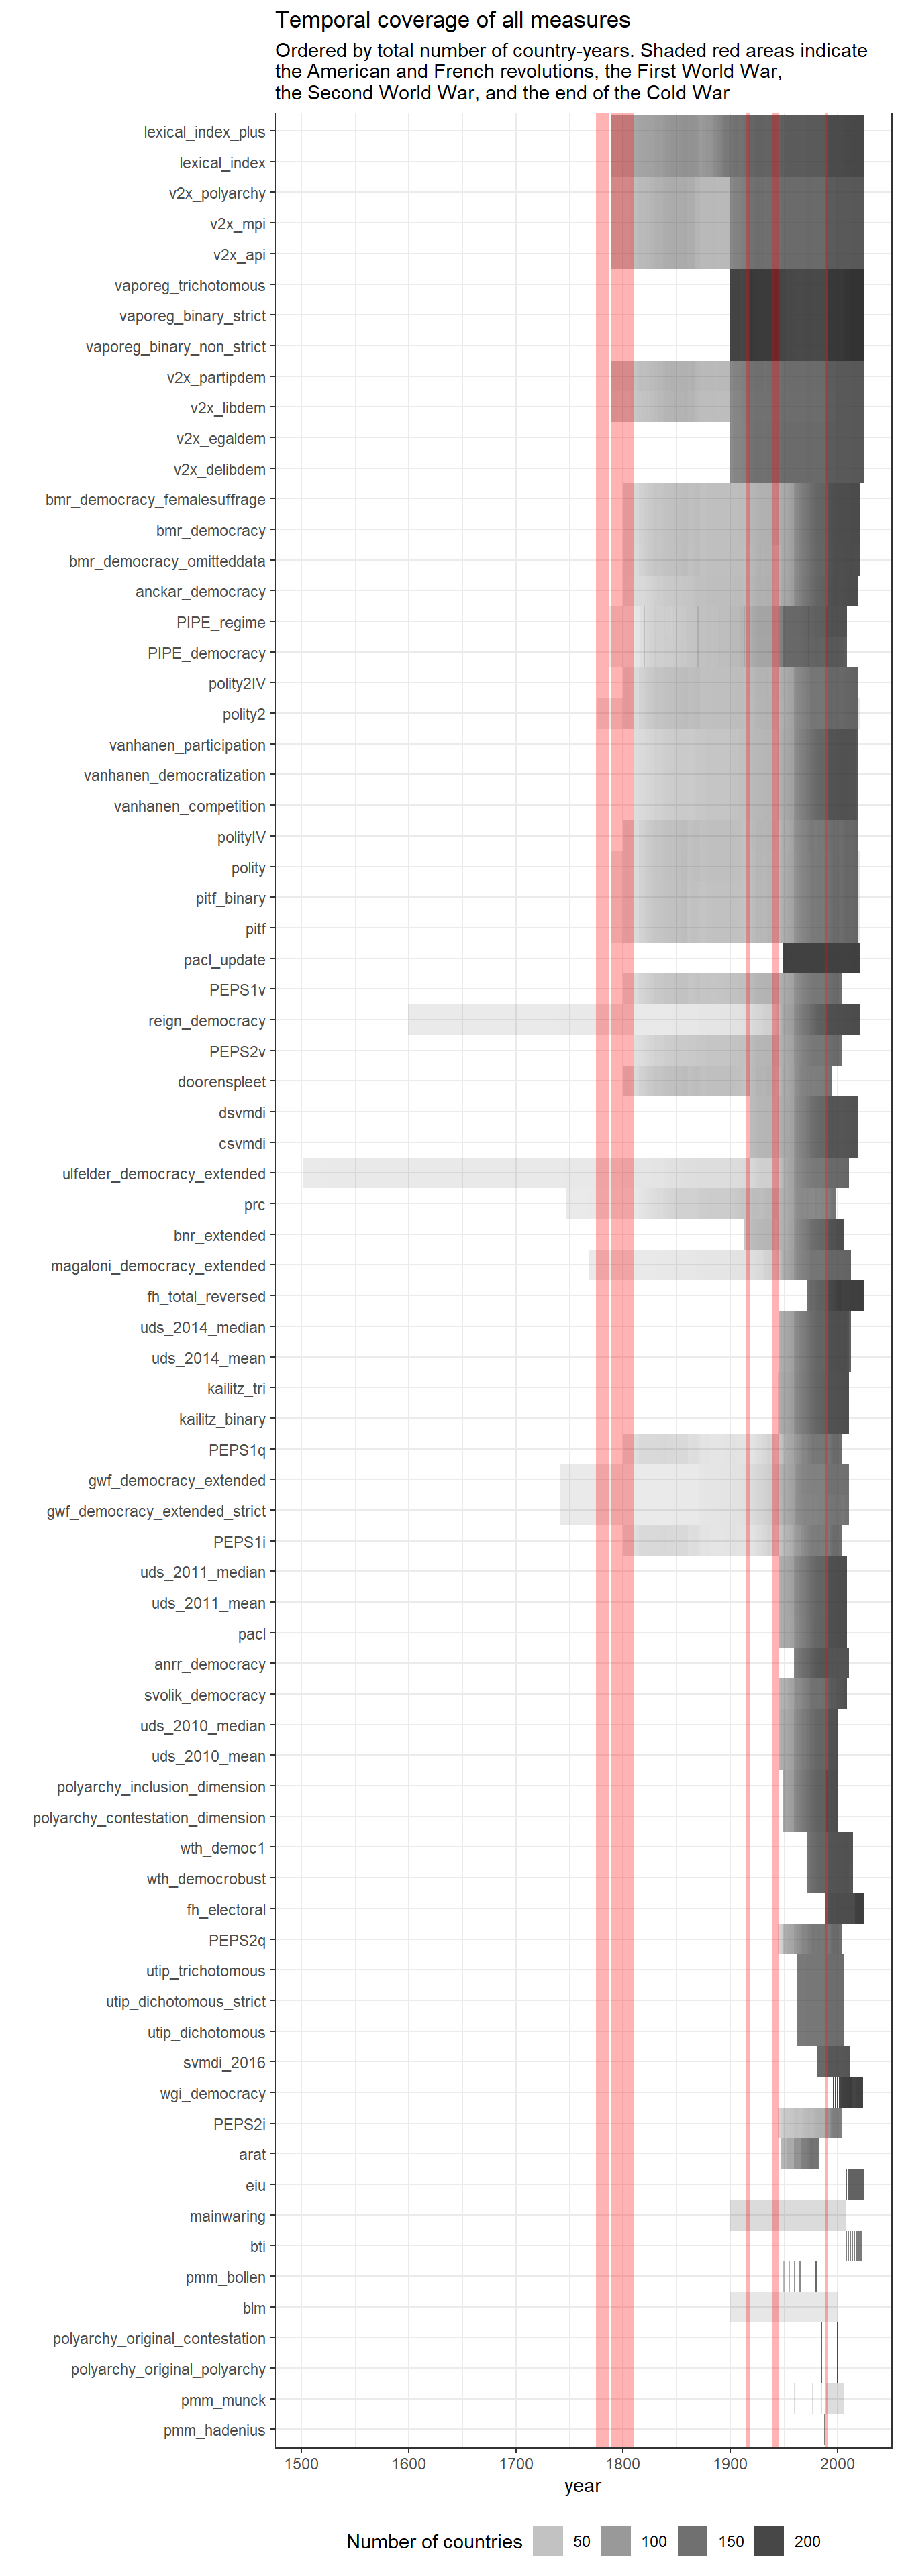 Temporal coverage of all measures
Ordered by total number of country-years. Shaded red areas indicate
the American and French revolutions, the First World War,
the Second World War, and the end of the Cold War
lexical_index_plus
lexical_index
v2x_polyarchy
v2x_mpi
v2x_api
vaporeg_trichotomous
vaporeg_binary_strict
vaporeg_binary_non_strict
v2x_partipdem
v2x_libdem
v2x_egaldem
v2x_delibdem
bmr_democracy_femalesuffrage
bmr_democracy
bmr_democracy_omitteddata
anckar_democracy
PIPE_regime
PIPE_democracy
polity2IV
polity2
vanhanen_participation
vanhanen_democratization
vanhanen_competition
polityIV
polity
pitf_binary
pitf
pacl_update
PEPS1v
reign_democracy
PEPS2v
doorenspleet
dsvmdi
csvmdi
ulfelder_democracy_extended
prc
bnr_extended
magaloni_democracy_extended
fh_total_reversed
uds_2014_median
uds_2014_mean
kailitz_tri
kailitz_binary
PEPS1q
gwf_democracy_extended
gwf_democracy_extended_strict
PEPS1i
uds_2011_median
uds_2011_mean
pacl
anrr_democracy
svolik_democracy
uds_2010_median
uds_2010_mean
polyarchy_inclusion_dimension
polyarchy_contestation_dimension
wth_democ1
wth_democrobust
fh_electoral
PEPS2q
utip_trichotomous
utip_dichotomous_strict
utip_dichotomous
svmdi_2016
wgi_democracy
PEPS2i
arat
eiu
mainwaring
bti
pmm_bollen
blm
polyarchy_original_contestation
polyarchy_original_polyarchy
pmm_munck
pmm_hadenius
1500 1600 1700 1800 1900 2000
year
Number of countries 50 100 150 200